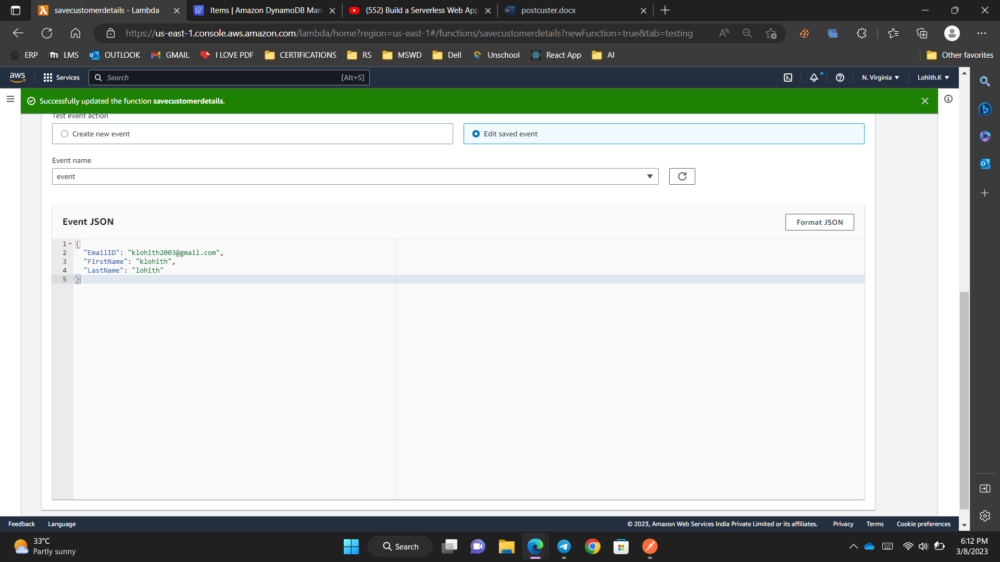 savecustomerdetails - Lambda
Items | Amazon DynamoDB Man
(552) Build a Serverless Web App
postcuster.docx
https://us-east-1.console.aws.amazon.com/lambda/home?region=us-east-1#/functions/savecustomerdetails?newFunction=true&tab=testing
ERP
LMS
OUTLOOK
GMAIL
I LOVE PDF
CERTIFICATIONS
RS
MSWD
Dell
Unschool
React App
AI
Other favorites
aws
Services
Search
[Alt+S]
N. Virginia
Lohith.K
Successfully updated the function savecustomerdetails.
Test event action
Create new event
Edit saved event
Event name
event
Event JSON
Format JSON
1 {
2 "EmailID": "klohith2003@gmail.com",
3 "FirstName": "klohith",
4 "LastName": "lohith"
5 }
Feedback
Language
© 2023, Amazon Web Services India Private Limited or its affiliates.
Privacy
Terms
Cookie preferences
33°C
Partly sunny
Search
6:12 PM
3/8/2023